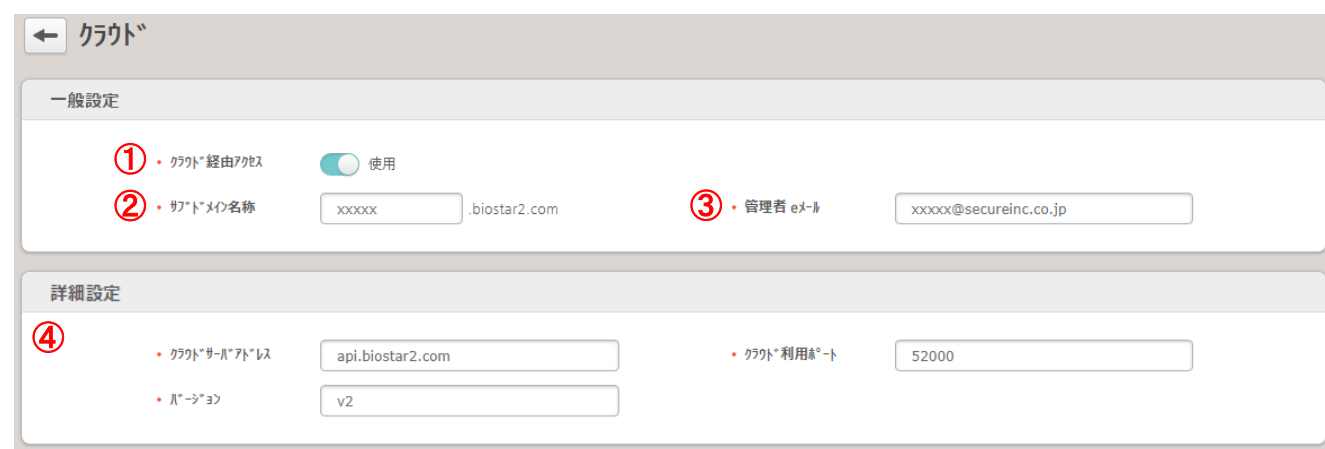 ｸﾗｳﾄﾞ
一般設定
① • ｸﾗｳﾄﾞ経由ｱｸｾｽ 使用
② • ｻﾌﾞﾄﾞﾒｲﾝ名称 xxxxx .biostar2.com ③ • 管理者 eﾒｰﾙ xxxxx@secureinc.co.jp
詳細設定
④
• ｸﾗｳﾄﾞｻｰﾊﾞｱﾄﾞﾚｽ api.biostar2.com • ｸﾗｳﾄﾞ利用ﾎﾟｰﾄ 52000
• ﾊﾞｰｼﾞｮﾝ v2